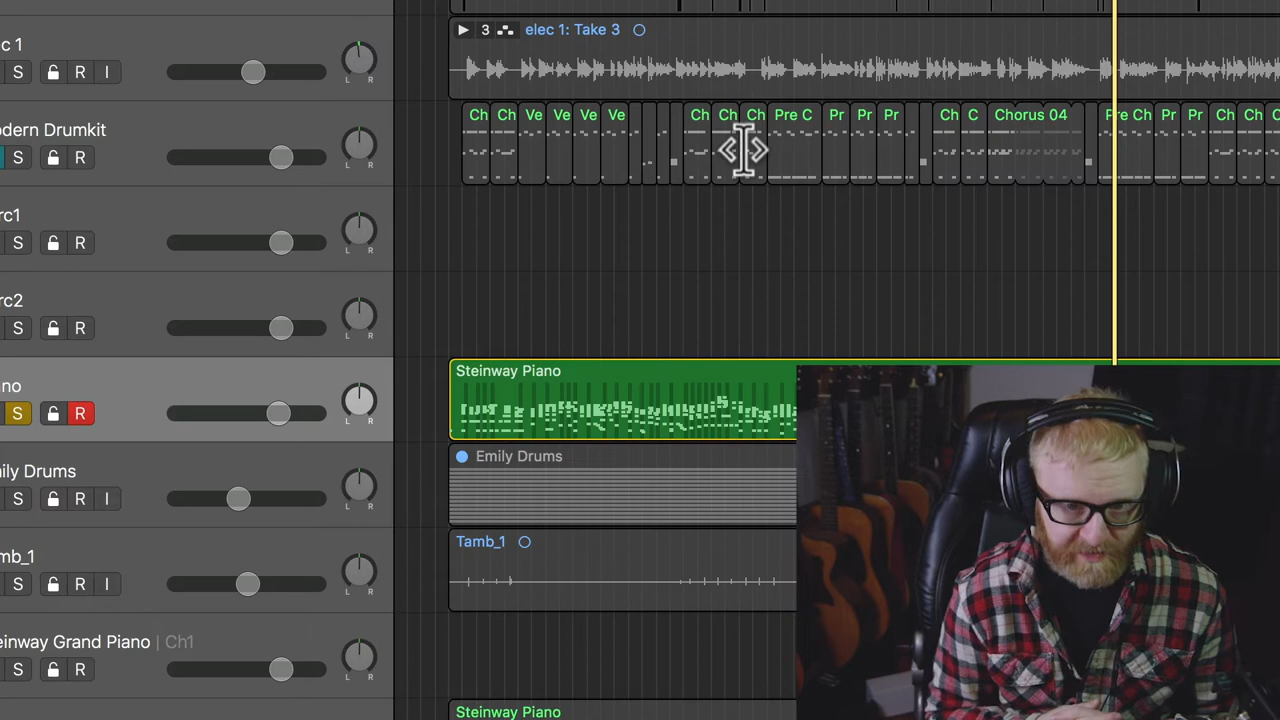 c 1
S R I
3 elec 1: Take 3
odern Drumkit
S R
Ch Ch Ve Ve Ve Ve Ch Ch Ch Pre C Pr Pr Pr Ch C Chorus 04 Pre Ch Pr Pr Ch Ch C
rc1
S R
rc2
S R
no
S R
Steinway Piano
ily Drums
S R I
Emily Drums
mb_1
S R I
Tamb_1
einway Grand Piano | Ch1
S R
Steinway Piano
L R
L R
L R
L R
L R
L R
L R
L R